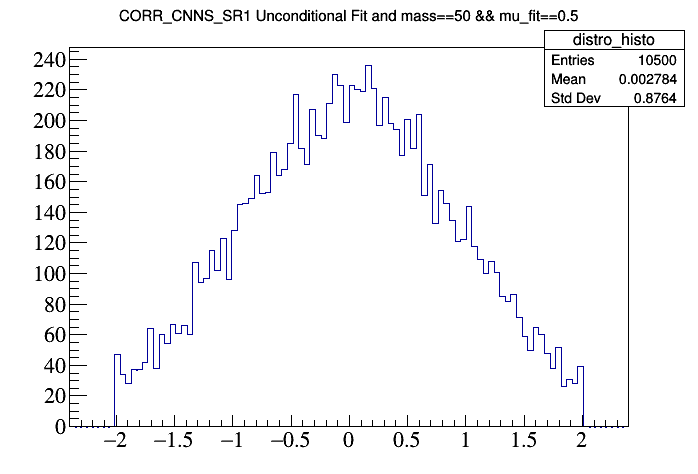 CORR_CNNS_SR1 Unconditional Fit and mass==50 && mu_fit==0.5
distro_histo
Entries 10500
Mean 0.002784
Std Dev 0.8764
240
220
200
180
160
140
120
100
80
60
40
20
0
−2 −1.5 −1 −0.5 0 0.5 1 1.5 2